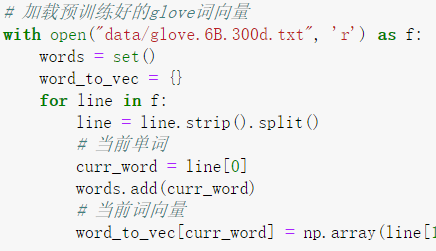 # 加载预训练好的glove词向量
with open("data/glove.6B.300d.txt", 'r') as f:
    words = set()
    word_to_vec = {}
    for line in f:
        line = line.strip().split()
        # 当前单词
        curr_word = line[0]
        words.add(curr_word)
        # 当前词向量
        word_to_vec[curr_word] = np.array(line[1